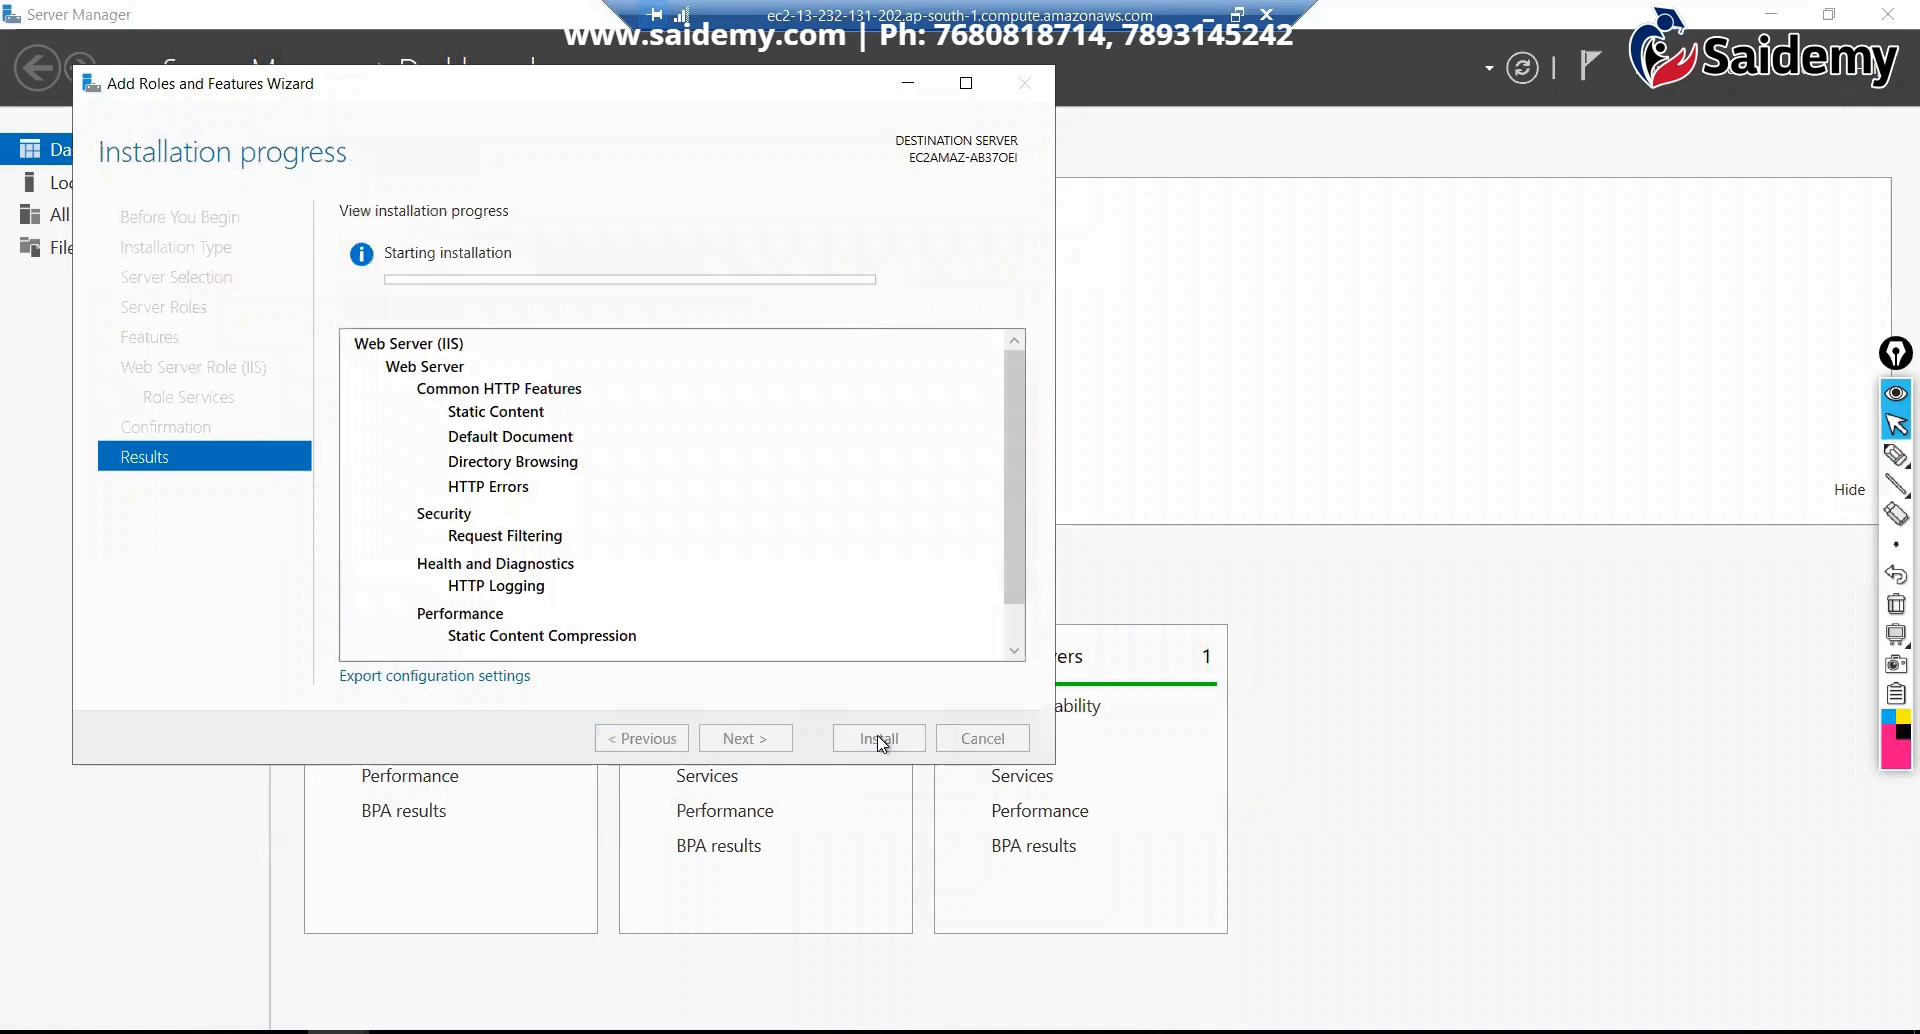 Server Manager
ec2-13-232-131-202.ap-south-1.compute.amazonaws.com
www.saidemy.com | Ph: 7680818714, 7893145242
Saidemy
Add Roles and Features Wizard
Installation progress
DESTINATION SERVER
EC2AMAZ-AB37OEI
Before You Begin
Installation Type
Server Selection
Server Roles
Features
Web Server Role (IIS)
Role Services
Confirmation
Results
View installation progress
Starting installation
Web Server (IIS)
Web Server
Common HTTP Features
Static Content
Default Document
Directory Browsing
HTTP Errors
Security
Request Filtering
Health and Diagnostics
HTTP Logging
Performance
Static Content Compression
Export configuration settings
< Previous
Next >
Install
Cancel
All
Hide
1
Performance
BPA results
Services
Performance
BPA results
Services
Performance
BPA results